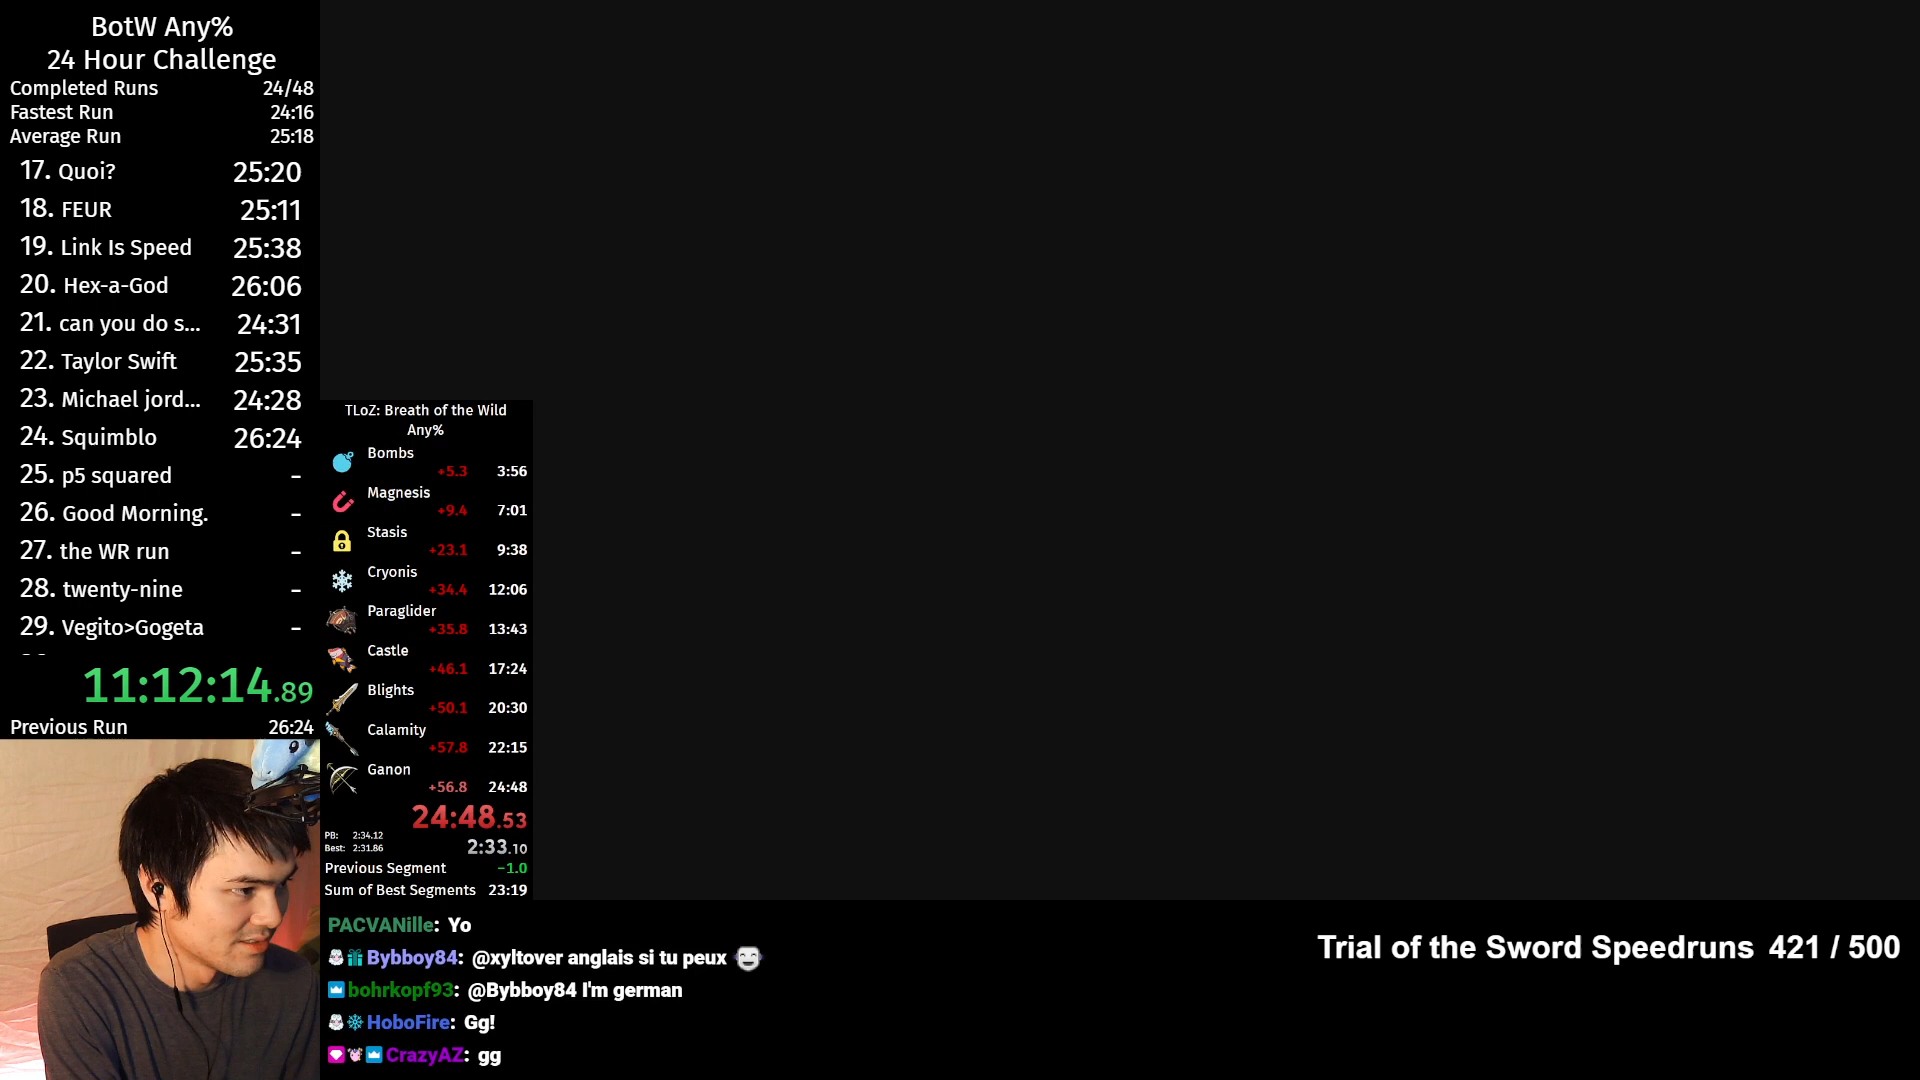 BotW Any%
24 Hour Challenge
Completed Runs 24/48
Fastest Run 24:16
Average Run 25:18
17. Quoi? 25:20
18. FEUR 25:11
19. Link Is Speed 25:38
20. Hex-a-God 26:06
21. can you do s... 24:31
22. Taylor Swift 25:35
23. Michael jord... 24:28
24. Squimblo 26:24
25. p5 squared -
26. Good Morning. -
27. the WR run -
28. twenty-nine -
29. Vegito>Gogeta -
11:12:14.89
Previous Run 26:24
TLoZ: Breath of the Wild
Any%
Bombs
+5.3 3:56
Magnesis
+9.4 7:01
Stasis
+23.1 9:38
Cryonis
+34.4 12:06
Paraglider
+35.8 13:43
Castle
+46.1 17:24
Blights
+50.1 20:30
Calamity
+57.8 22:15
Ganon
+56.8 24:48
24:48.53
PB: 2:34.12
Best: 2:31.86
2:33.10
Previous Segment -1.0
Sum of Best Segments 23:19
PACVANille: Yo
Bybboy84: @xyltover anglais si tu peux
bohrkopf93: @Bybboy84 I'm german
HoboFire: Gg!
CrazyAZ: gg
Trial of the Sword Speedruns 421 / 500